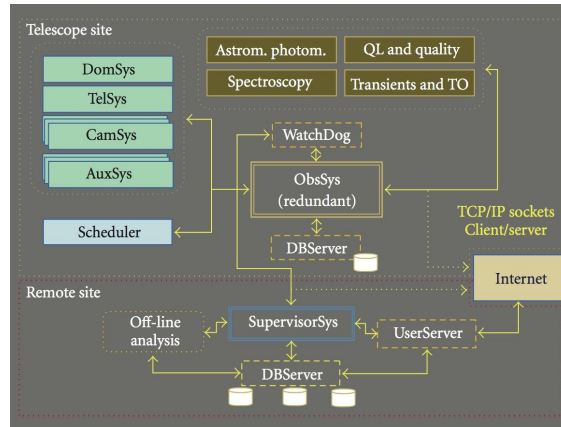 Telescope site
Astrom. photom.
QL and quality
DomSys
Spectroscopy
Transients and TO
TelSys
CamSys
WatchDog
AuxSys
ObsSys
(redundant)
TCP/IP sockets
Client/server
Scheduler
DBServer
Internet
Remote site
Off-line
analysis
SupervisorSys
UserServer
DBServer